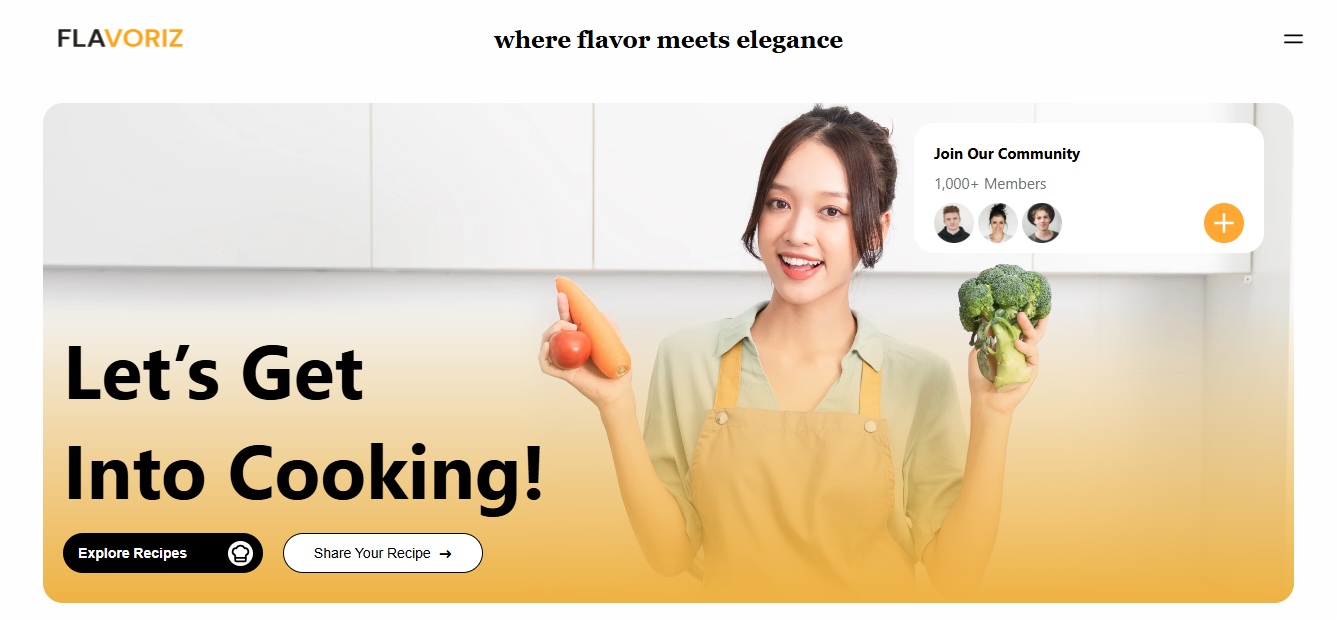 FLAVORIZ
where flavor meets elegance
Join Our Community
1,000+ Members
Let’s Get
Into Cooking!
Explore Recipes
Share Your Recipe →